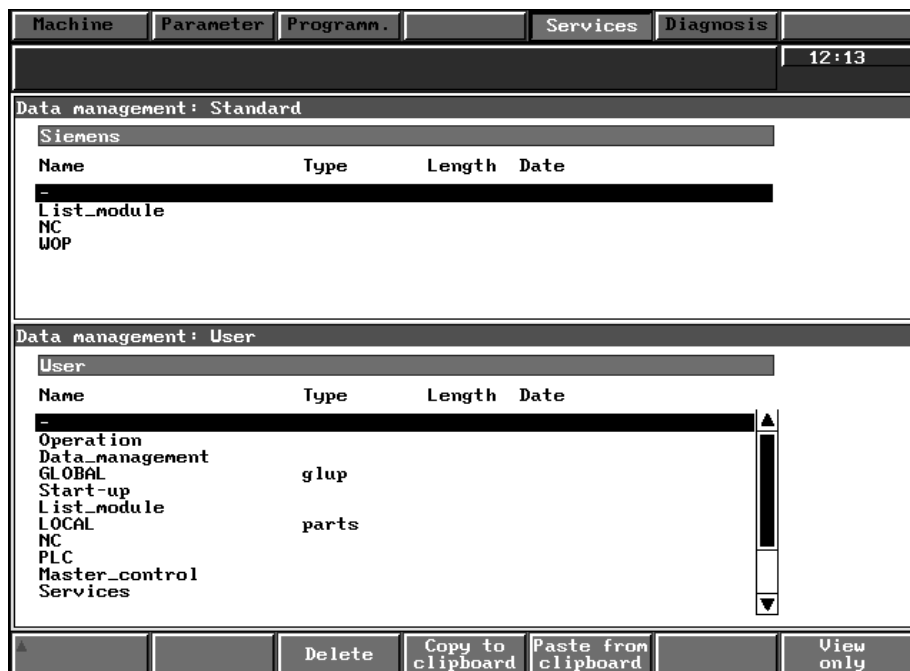 Machine Parameter Programm. Services Diagnosis
12:13
Data management: Standard
Siemens
Name Type Length Date
-
List_module
NC
WOP
Data management: User
User
Name Type Length Date
-
Operation
Data_management
GLOBAL glup
Start-up
List_module
LOCAL parts
NC
PLC
Master_control
Services
Delete Copy to clipboard Paste from clipboard View only